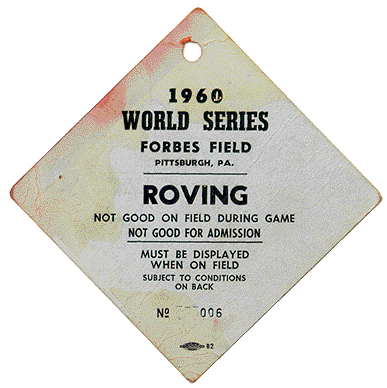 1960
WORLD SERIES
FORBES FIELD
PITTSBURGH, PA.
ROVING
NOT GOOD ON FIELD DURING GAME
NOT GOOD FOR ADMISSION
MUST BE DISPLAYED
WHEN ON FIELD
SUBJECT TO CONDITIONS
ON BACK
Nº 006
82